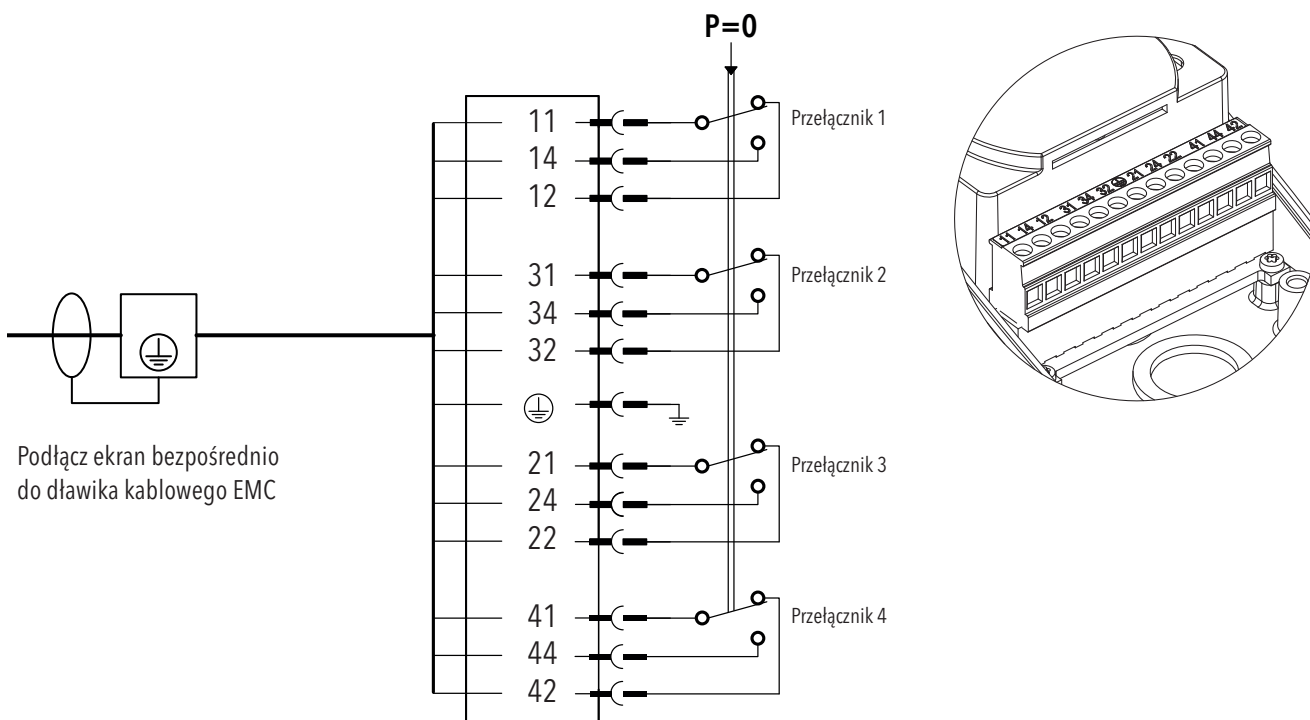 P=0
11
14
12
Przełącznik 1
31
34
32
Przełącznik 2
21
24
22
Przełącznik 3
41
44
42
Przełącznik 4
Podłącz ekran bezpośrednio
do dławika kablowego EMC
11 14 12 31 34 32 21 24 22 41 44 42